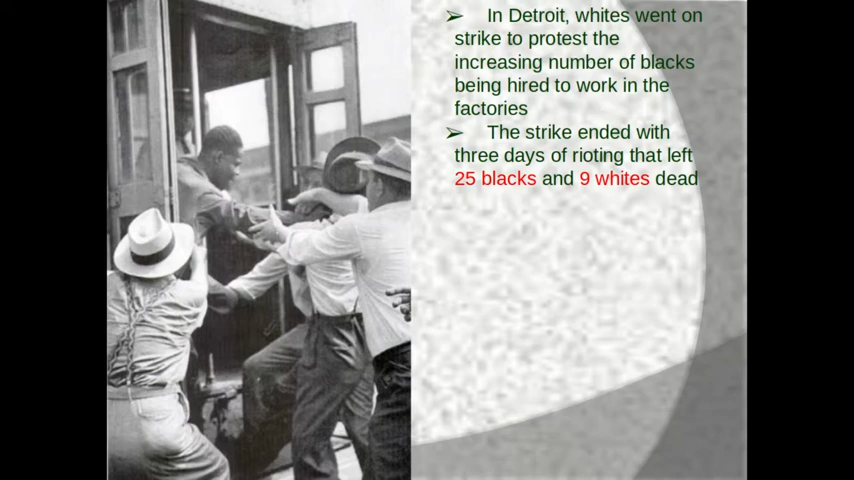 ➢ In Detroit, whites went on
strike to protest the
increasing number of blacks
being hired to work in the
factories
➢ The strike ended with
three days of rioting that left
25 blacks and 9 whites dead